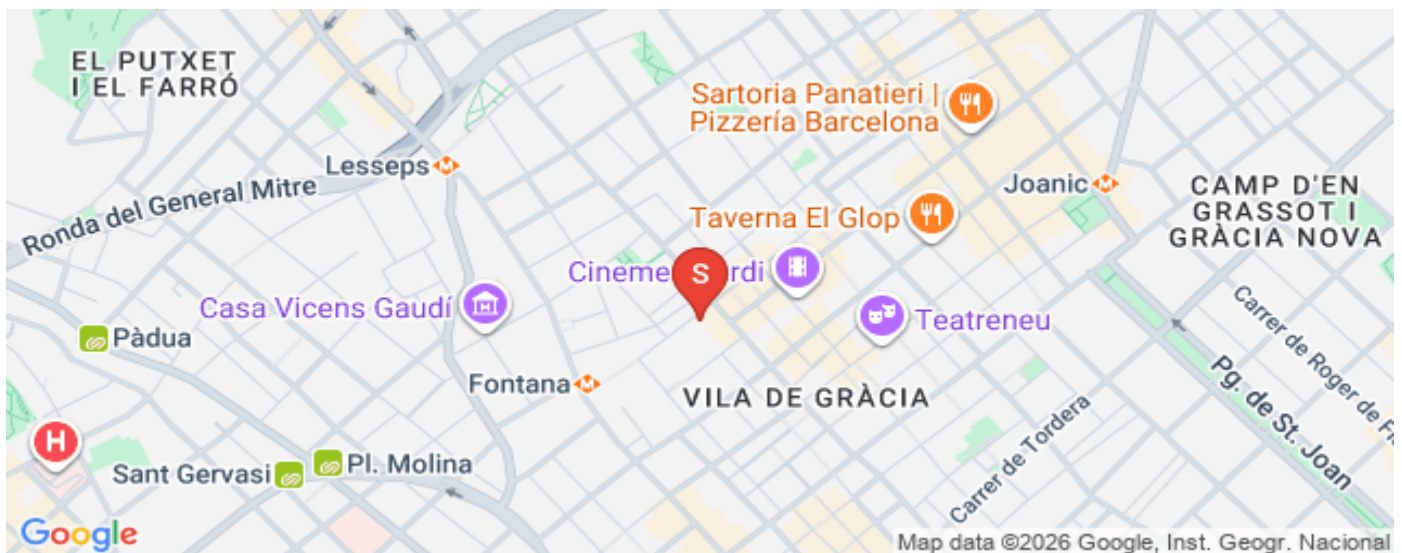 EL PUTXET
I EL FARRÓ
Sartoria Panatieri |
Pizzería Barcelona
Lesseps
Joanic
Ronda del General Mitre
CAMP D'EN
GRASSOT I
GRÀCIA NOVA
Taverna El Glop
S
Casa Vicens Gaudí
Teatreneu
Pàdua
Carrer de Roger de
Fontana
VILA DE GRÀCIA
Pg. de St. Joan
H
Sant Gervasi
Pl. Molina
Carrer de Tordera
Google
Map data ©2026 Google, Inst. Geogr. Nacional